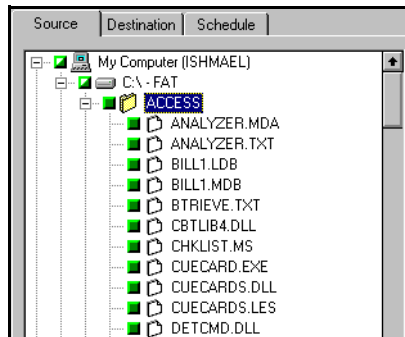 Source Destination Schedule
My Computer (ISHMAEL)
C:\ - FAT
ACCESS
ANALYZER.MDA
ANALYZER.TXT
BILL1.LDB
BILL1.MDB
BTRIEVE.TXT
CBTLIB4.DLL
CHKLIST.MS
CUECARD.EXE
CUECARDS.DLL
CUECARDS.LES
DETCMD.DLL